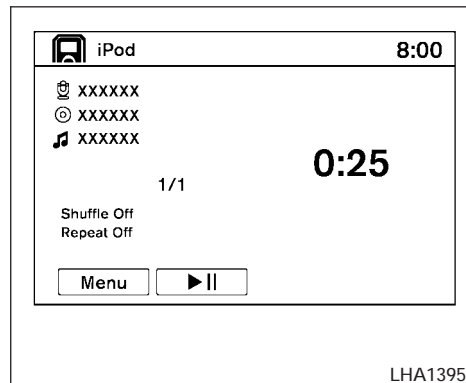 iPod 8:00
xxxxxx
xxxxxx
xxxxxx
0:25
1/1
Shuffle Off
Repeat Off
Menu
LHA1395